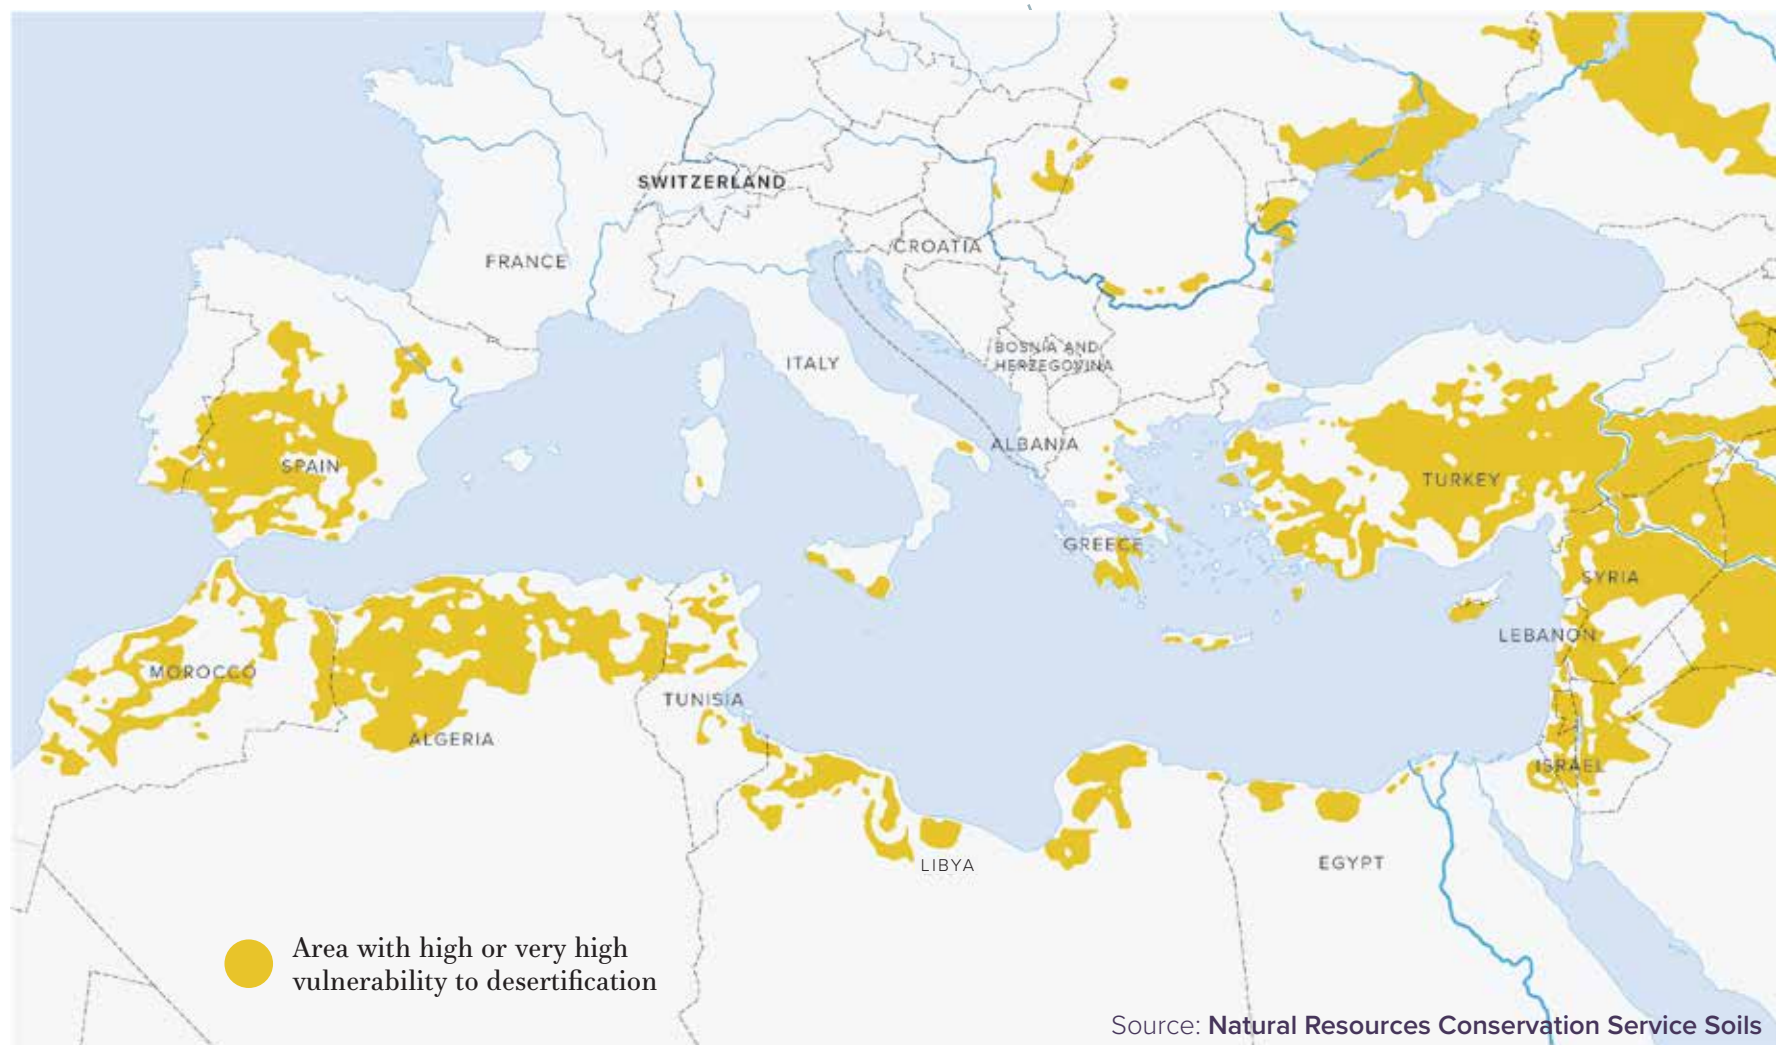 SWITZERLAND
FRANCE
CROATIA
BOSNIA AND
HERZEGOVINA
ITALY
ALBANIA
SPAIN
TURKEY
GREECE
SYRIA
LEBANON
MOROCCO
TUNISIA
ALGERIA
ISRAEL
LIBYA
EGYPT
Area with high or very high
vulnerability to desertification
Source: Natural Resources Conservation Service Soils